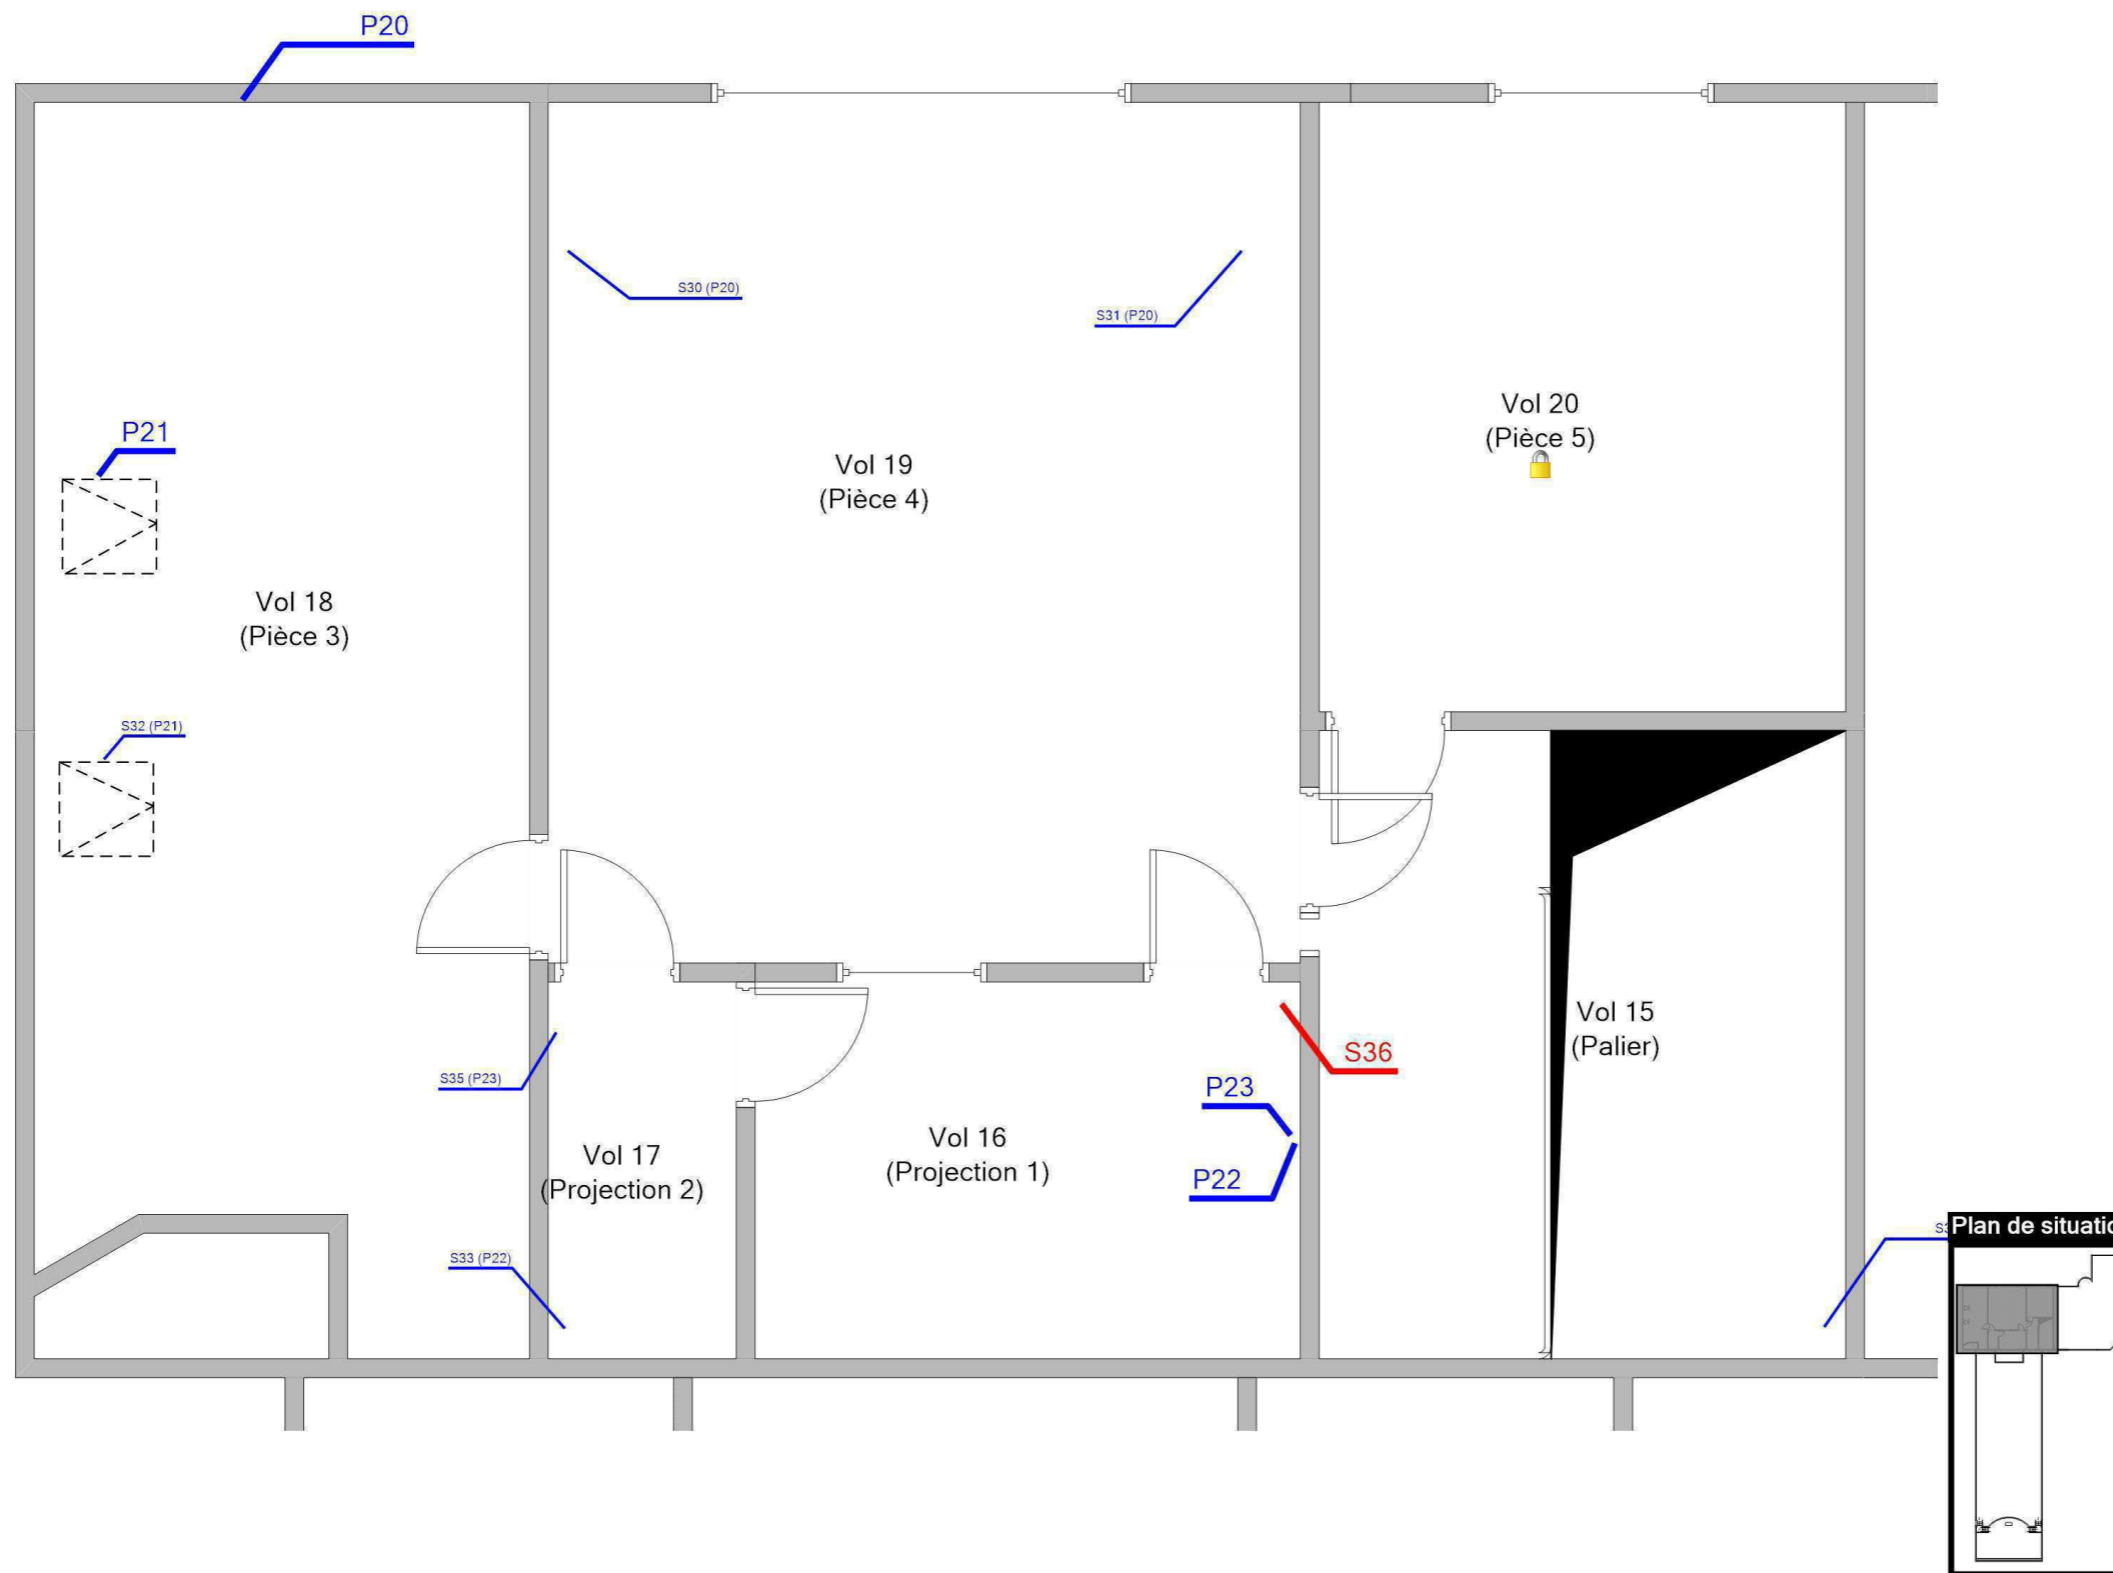 P20
S30 (P20)
S31 (P20)
Vol 20
(Pièce 5)
P21
Vol 19
(Pièce 4)
Vol 18
(Pièce 3)
S32 (P21)
Vol 15
(Palier)
S36
S35 (P23)
P23
Vol 17
(Projection 2)
Vol 16
(Projection 1)
P22
S33 (P22)
Plan de situatio